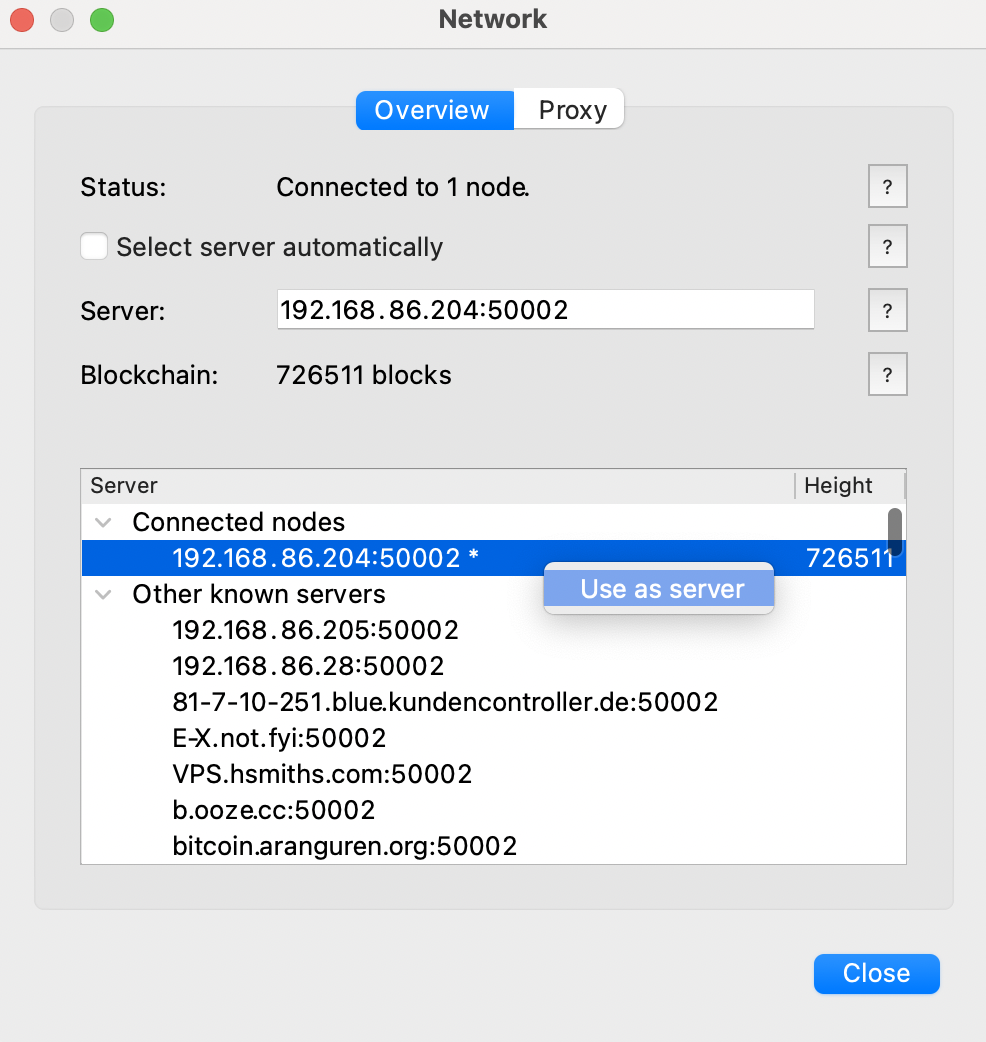 Network
Overview Proxy
Status: Connected to 1 node. ?
Select server automatically ?
Server: 192.168.86.204:50002 ?
Blockchain: 726511 blocks ?
Server Height
Connected nodes
192.168.86.204:50002 * 726511
Use as server
Other known servers
192.168.86.205:50002
192.168.86.28:50002
81-7-10-251.blue.kundencontroller.de:50002
E-X.not.fyi:50002
VPS.hsmiths.com:50002
b.ooze.cc:50002
bitcoin.aranguren.org:50002
Close